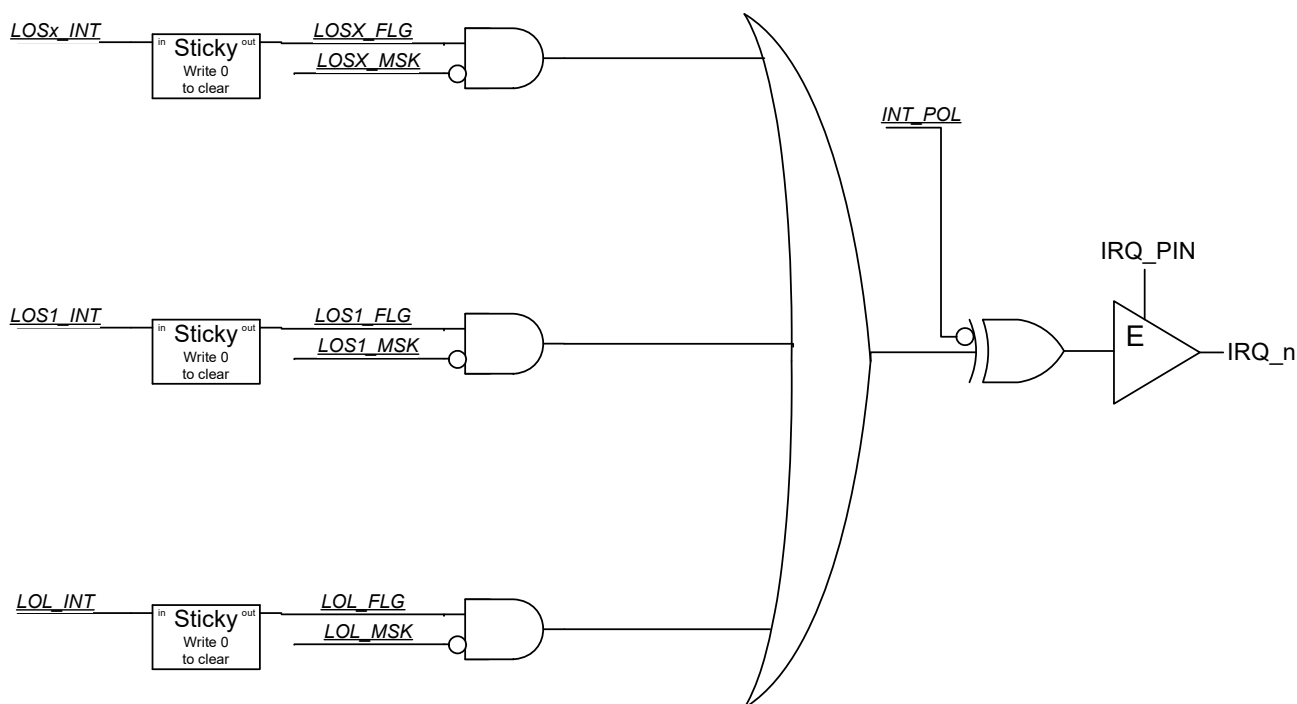 LOSx_INT
in Sticky out
Write 0
to clear
LOSX_FLG
LOSX_MSK
INT_POL
IRQ_PIN
LOS1_INT
in Sticky out
Write 0
to clear
LOS1_FLG
LOS1_MSK
E
IRQ_n
LOL_INT
in Sticky out
Write 0
to clear
LOL_FLG
LOL_MSK